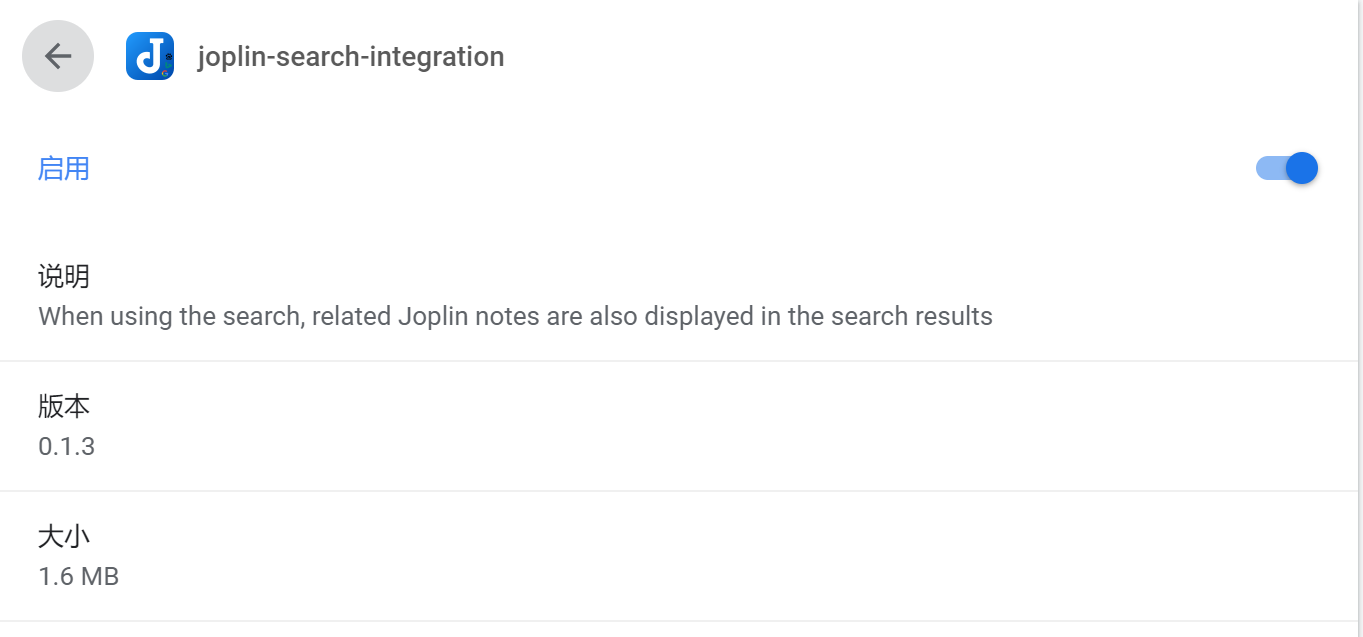 joplin-search-integration
启用
说明
When using the search, related Joplin notes are also displayed in the search results
版本
0.1.3
大小
1.6 MB